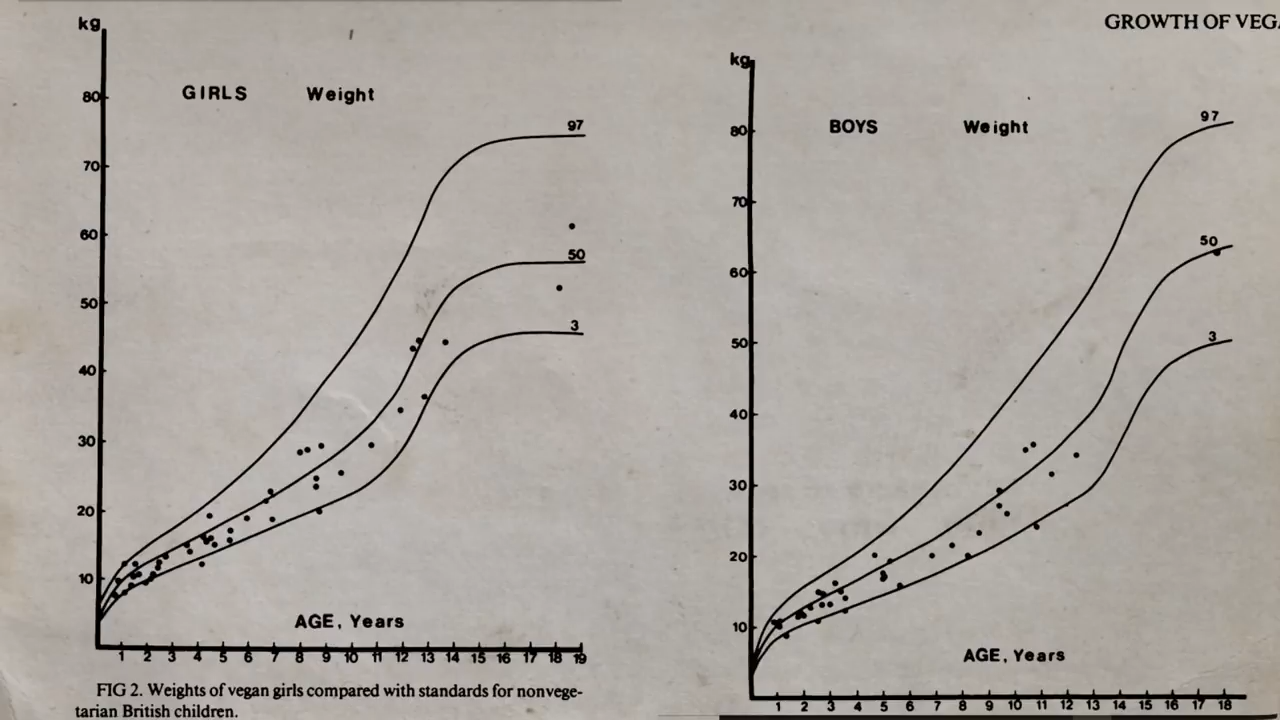 GROWTH OF VEGA
kg
GIRLS Weight
80
97
70
60
50
50
3
40
30
20
10
AGE, Years
1 2 3 4 5 6 7 8 9 10 11 12 13 14 15 16 17 18 19
FIG 2. Weights of vegan girls compared with standards for nonvege-
tarian British children.
kg
BOYS Weight
97
80
70
50
60
50
3
40
30
20
10
AGE, Years
1 2 3 4 5 6 7 8 9 10 11 12 13 14 15 16 17 18